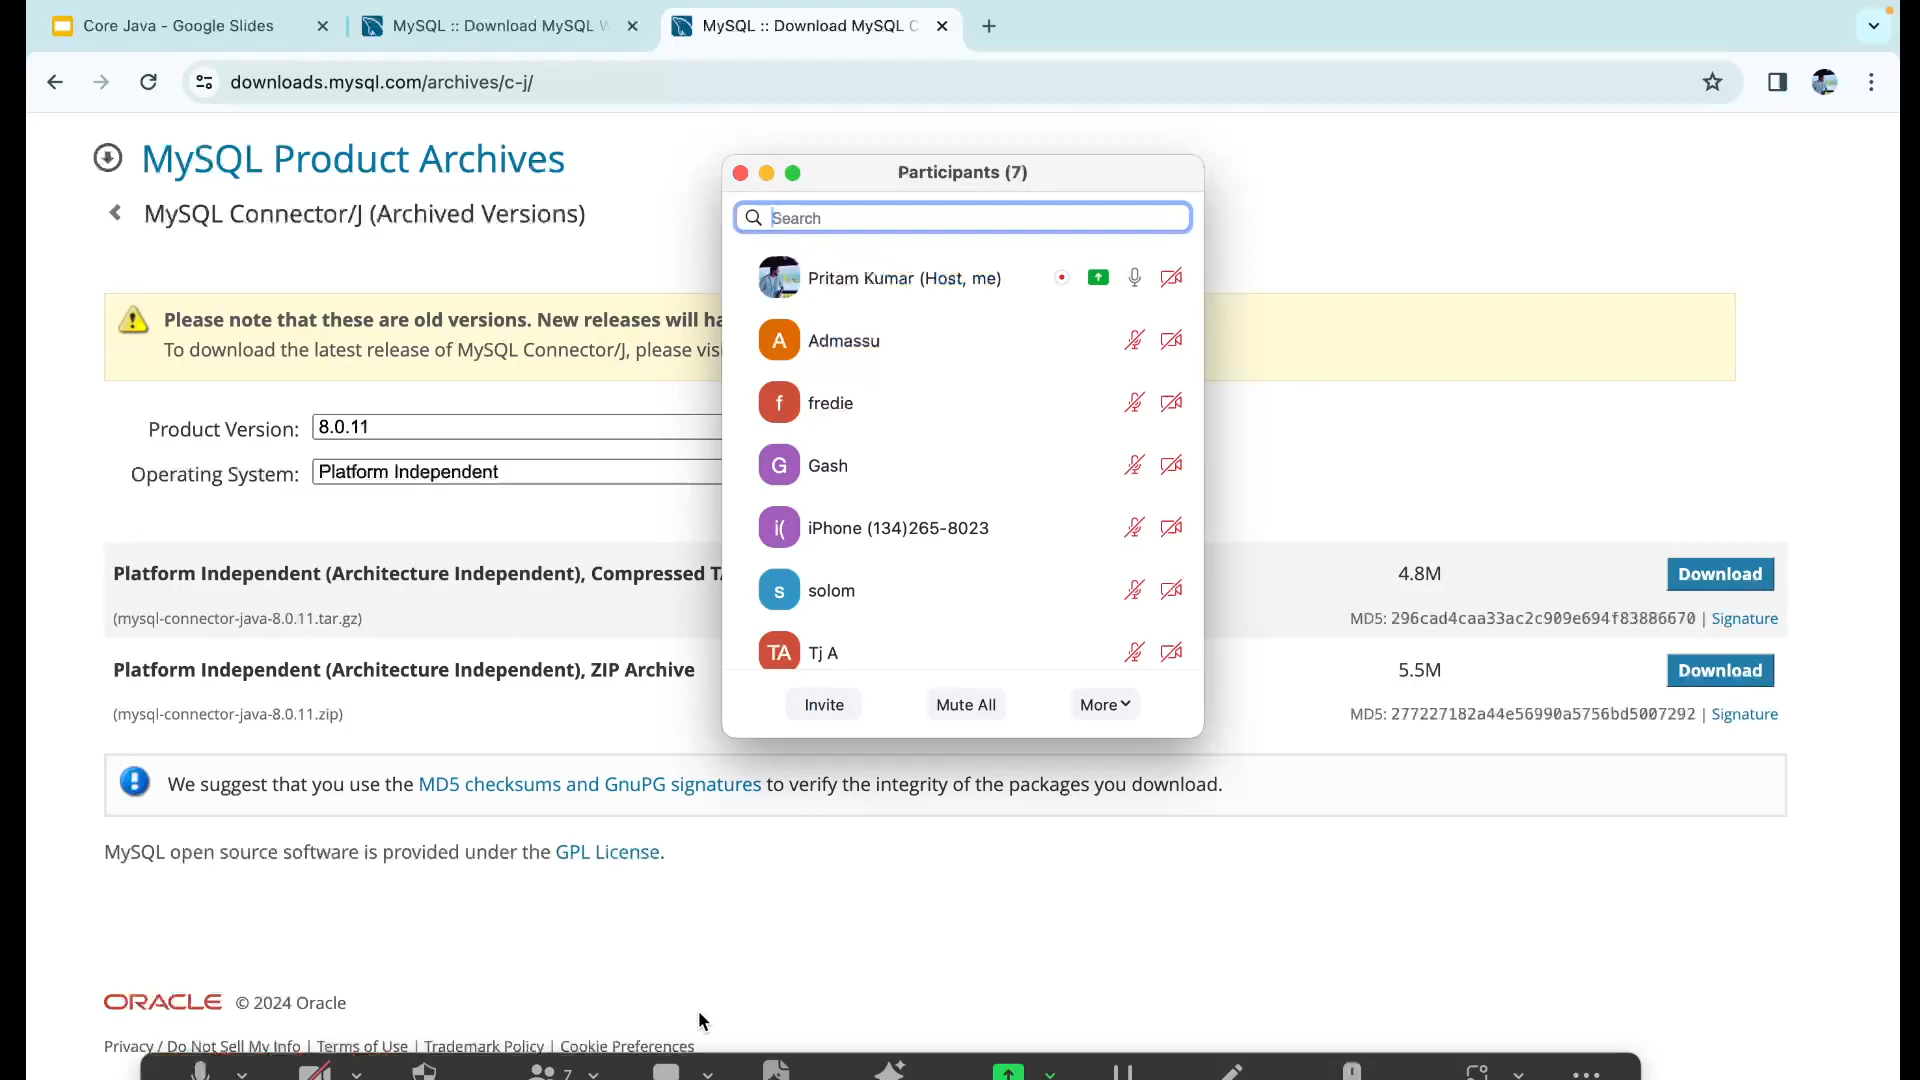 Core Java - Google Slides
MySQL :: Download MySQL W
MySQL :: Download MySQL C
downloads.mysql.com/archives/c-j/
MySQL Product Archives
MySQL Connector/J (Archived Versions)
Please note that these are old versions. New releases will ha
To download the latest release of MySQL Connector/J, please visi
Product Version: 8.0.11
Operating System: Platform Independent
Platform Independent (Architecture Independent), Compressed TA
4.8M
Download
(mysql-connector-java-8.0.11.tar.gz)
MD5: 296cad4caa33ac2c909e694f83886670 | Signature
Platform Independent (Architecture Independent), ZIP Archive
5.5M
Download
(mysql-connector-java-8.0.11.zip)
MD5: 277227182a44e56990a5756bd5007292 | Signature
We suggest that you use the MD5 checksums and GnuPG signatures to verify the integrity of the packages you download.
MySQL open source software is provided under the GPL License.
ORACLE © 2024 Oracle
Privacy / Do Not Sell My Info | Terms of Use | Trademark Policy | Cookie Preferences
Participants (7)
Search
Pritam Kumar (Host, me)
A Admassu
f fredie
G Gash
i( iPhone (134)265-8023
s solom
TA Tj A
Invite
Mute All
More
7